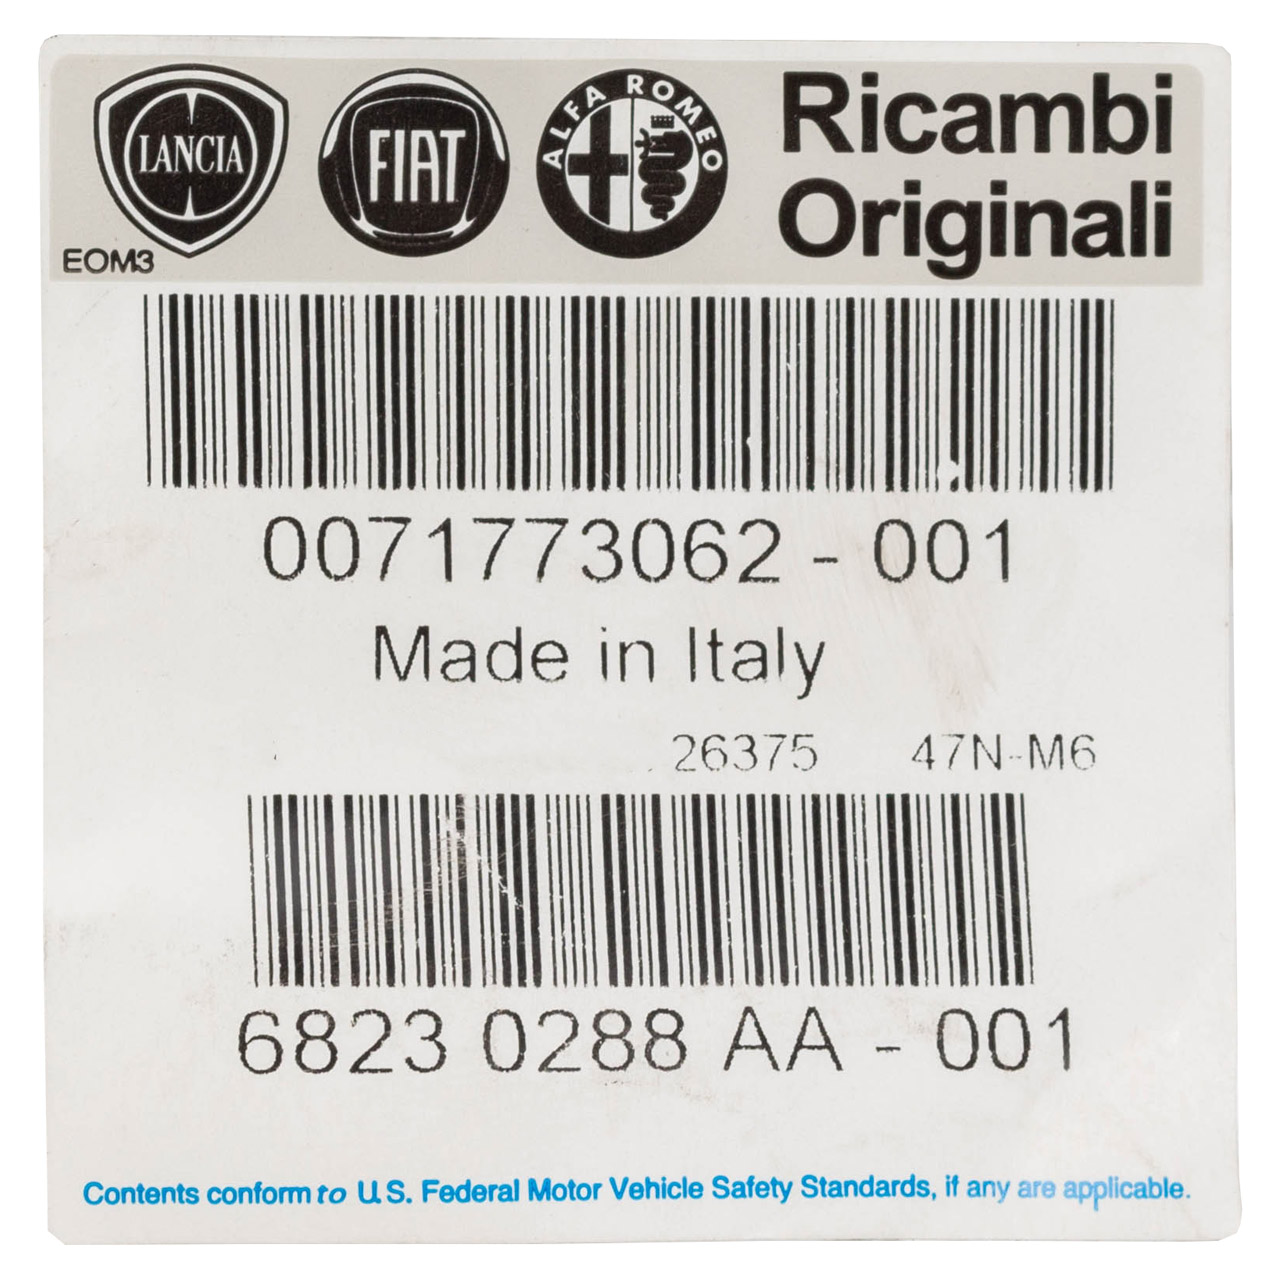 LANCIA
FIAT
ALFA ROMEO
Ricambi
Originali
EOM3
0071773062 - 001
Made in Italy
26375 47N-M6
6823 0288 AA - 001
Contents conform to U.S. Federal Motor Vehicle Safety Standards, if any are applicable.